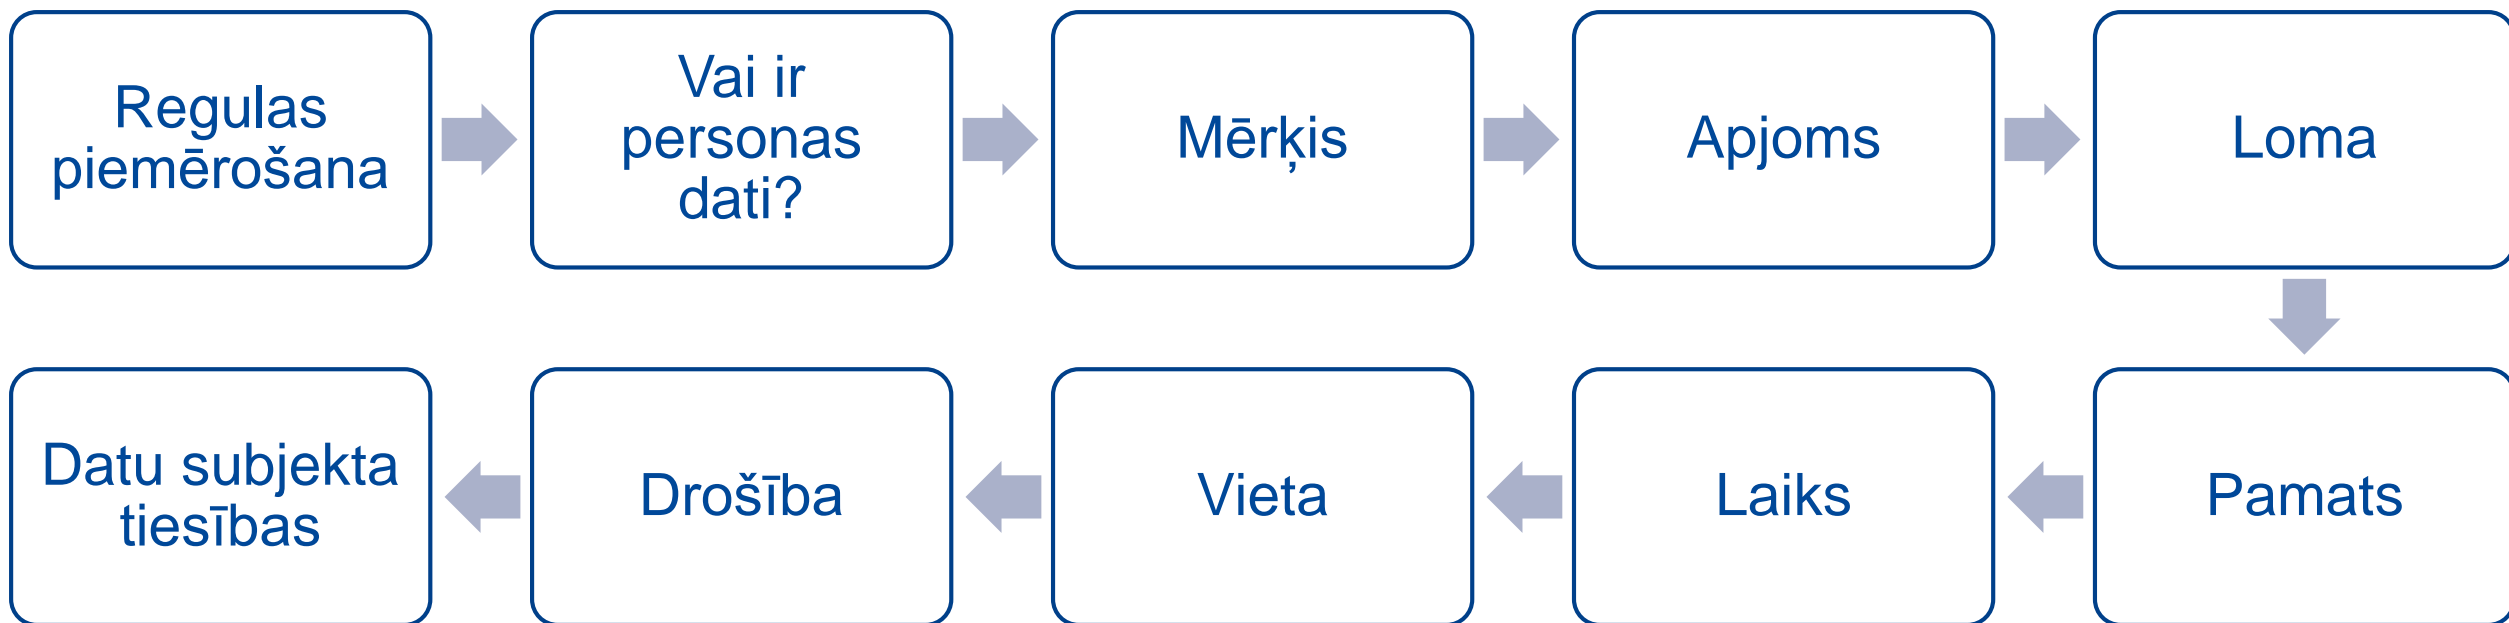 Regulas
piemērošana
Vai ir
personas
dati?
Mērķis
Apjoms
Loma
Pamats
Laiks
Vieta
Drošība
Datu subjekta
tiesības